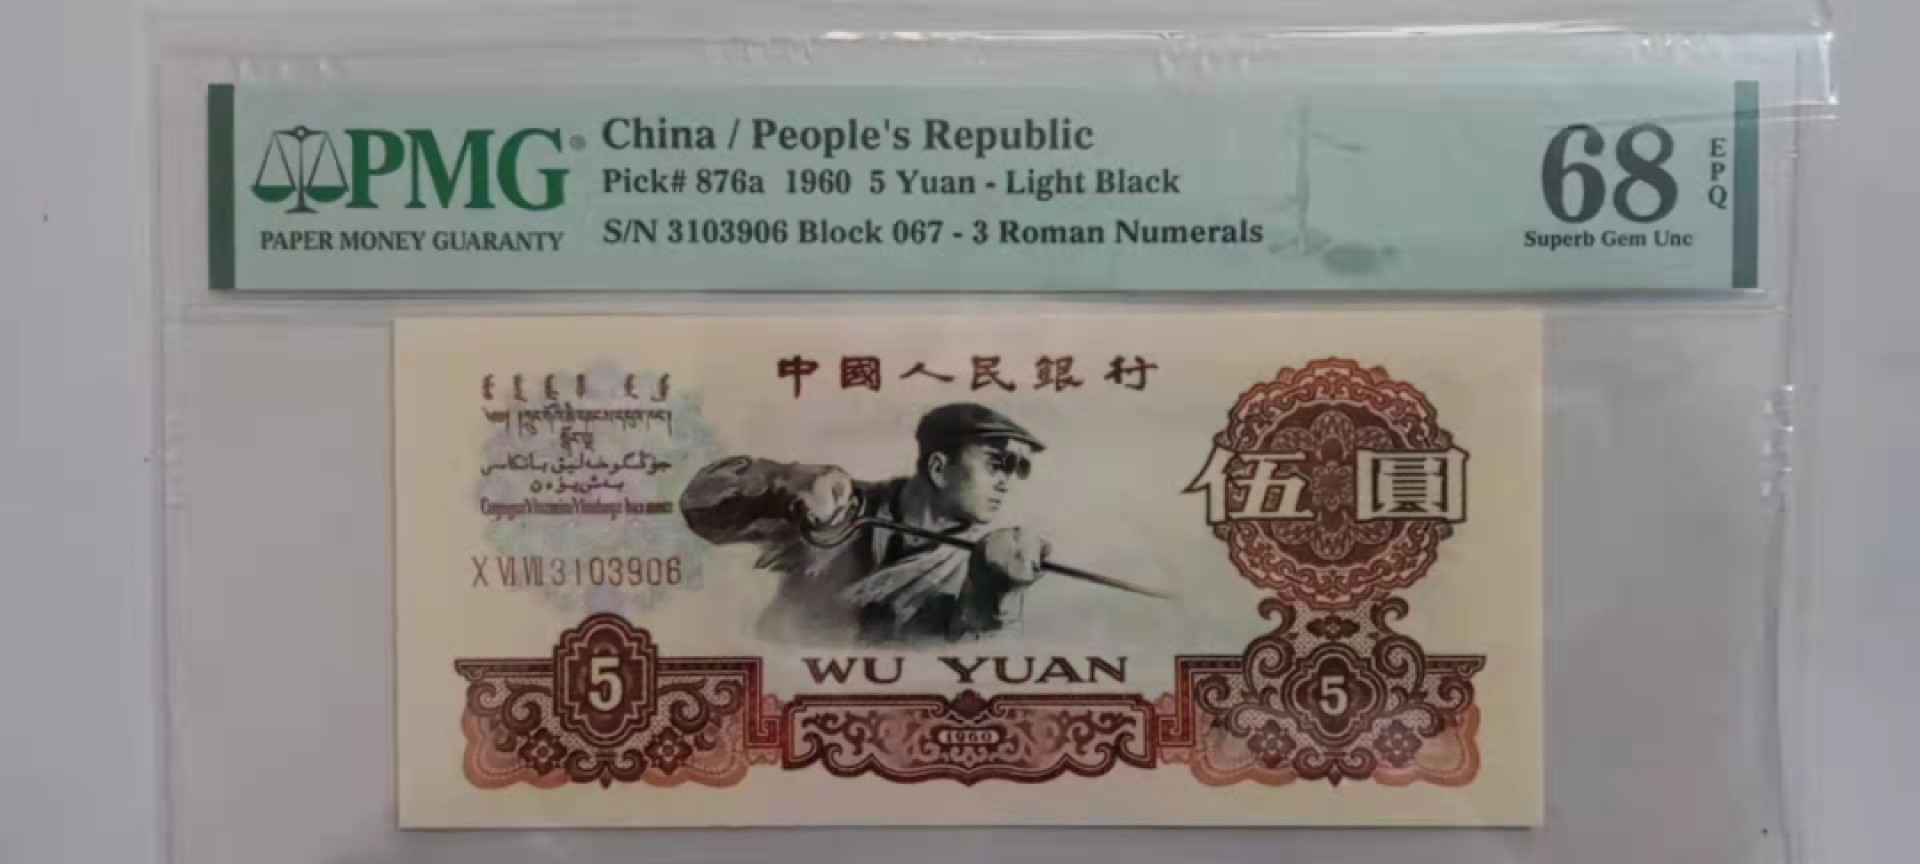 PMG®
PAPER MONEY GUARANTY
China / People's Republic
Pick# 876a 1960 5 Yuan - Light Black
S/N 3103906 Block 067 - 3 Roman Numerals
68
EPQ
Superb Gem Unc
中國人民銀行
伍圓
X VI VII 3103906
5
WU YUAN
1960
5